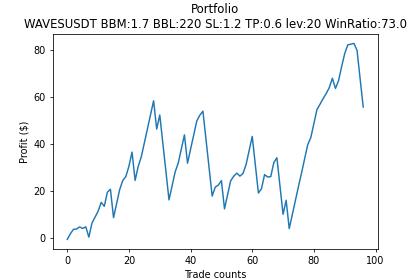 Portfolio
WAVESUSDT BBM:1.7 BBL:220 SL:1.2 TP:0.6 lev:20 WinRatio:73.0
80
60
40
20
0
Profit ($)
0 20 40 60 80 100
Trade counts